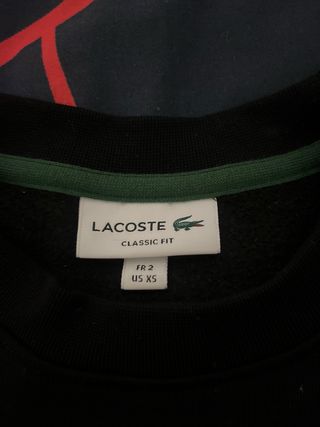 LACOSTE
CLASSIC FIT
FR 2
US XS